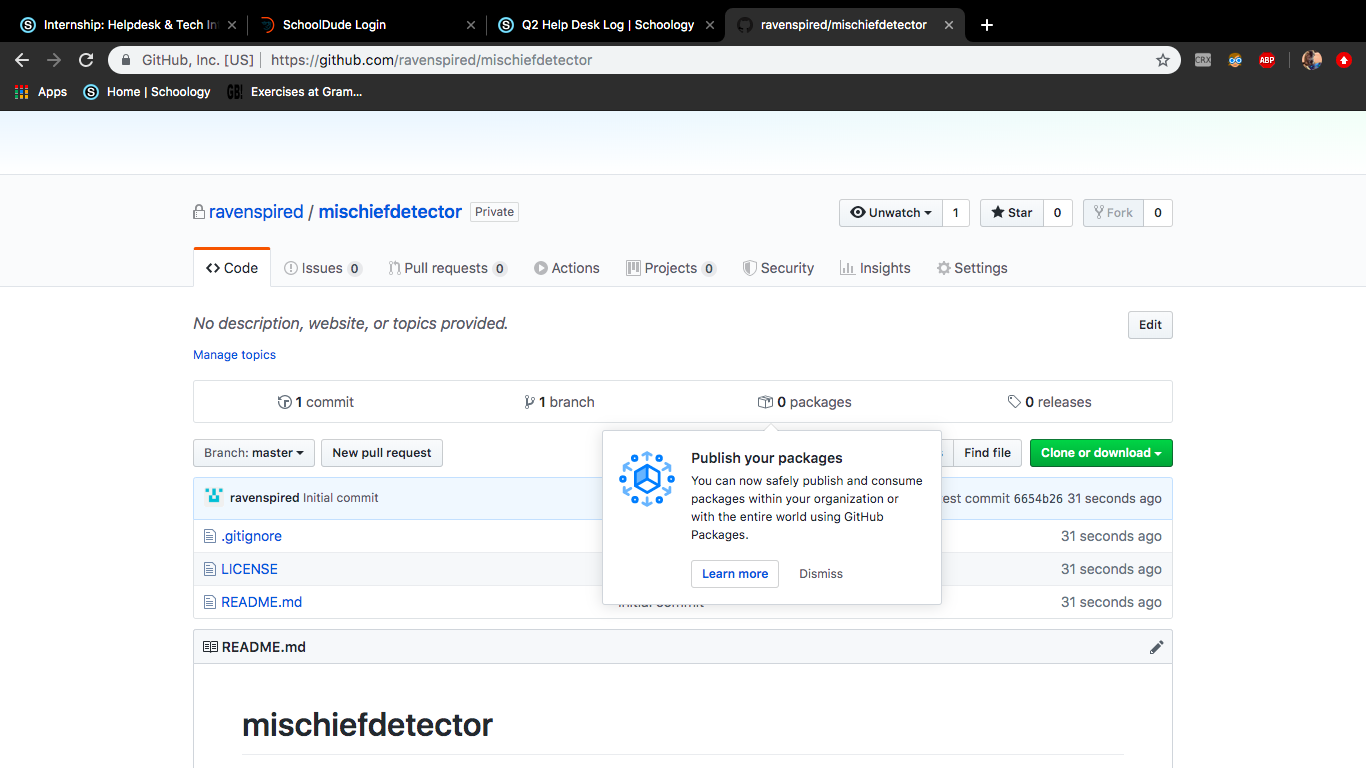 Internship: Helpdesk & Tech In
SchoolDude Login
Q2 Help Desk Log | Schoology
ravenspired/mischiefdetector
GitHub, Inc. [US] | https://github.com/ravenspired/mischiefdetector
CRX
ABP
Apps
Home | Schoology
GB!
Exercises at Gram...
ravenspired / mischiefdetector Private
Unwatch 1
Star 0
Fork 0
Code
Issues 0
Pull requests 0
Actions
Projects 0
Security
Insights
Settings
No description, website, or topics provided.
Edit
Manage topics
1 commit
1 branch
0 packages
0 releases
Branch: master
New pull request
Find file
Clone or download
Publish your packages
You can now safely publish and consume
packages within your organization or
with the entire world using GitHub
Packages.
Learn more
Dismiss
ravenspired Initial commit
commit 6654b26 31 seconds ago
.gitignore
31 seconds ago
LICENSE
31 seconds ago
README.md
Initial commit
31 seconds ago
README.md
mischiefdetector